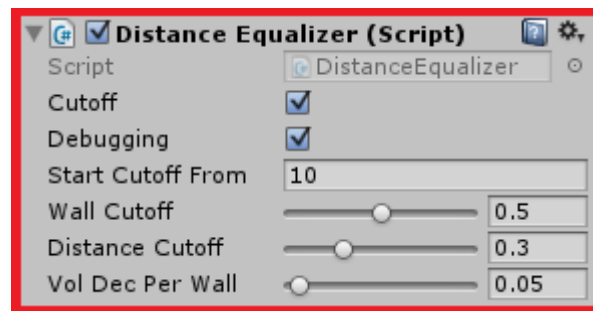 Distance Equalizer (Script)
Script DistanceEqualizer
Cutoff
Debugging
Start Cutoff From 10
Wall Cutoff 0.5
Distance Cutoff 0.3
Vol Dec Per Wall 0.05